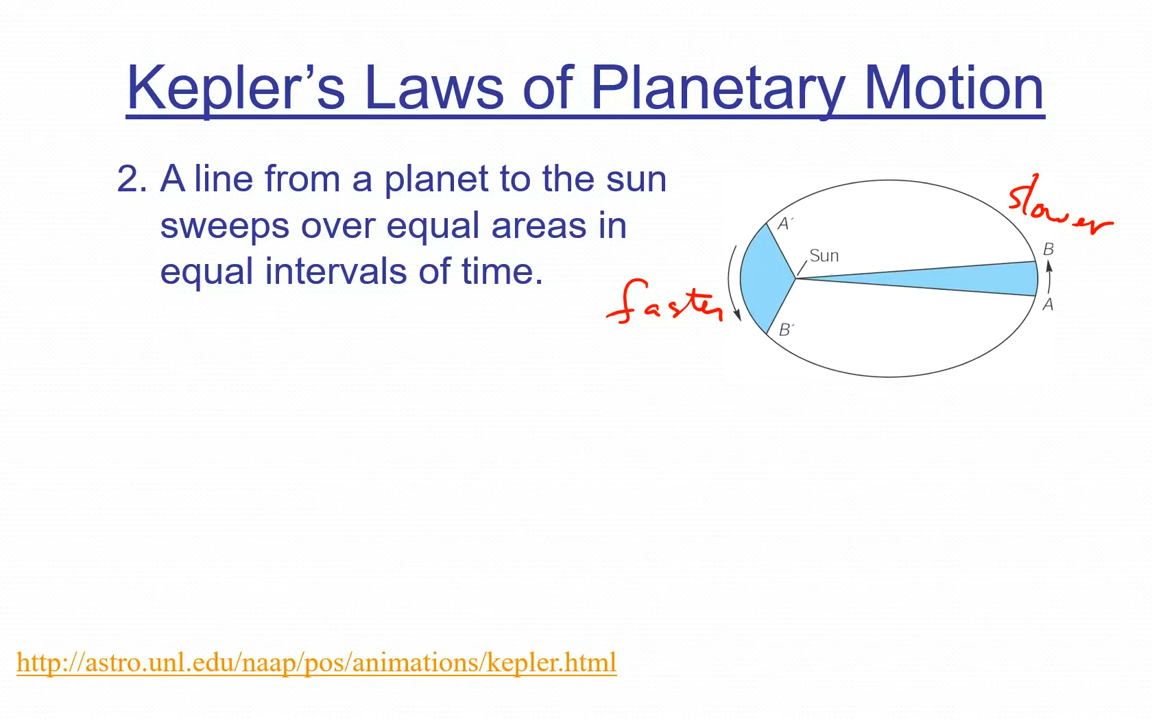 Kepler’s Laws of Planetary Motion
2. A line from a planet to the sun
sweeps over equal areas in
equal intervals of time.
slower
A´
B
Sun
faster
A
B´
http://astro.unl.edu/naap/pos/animations/kepler.html